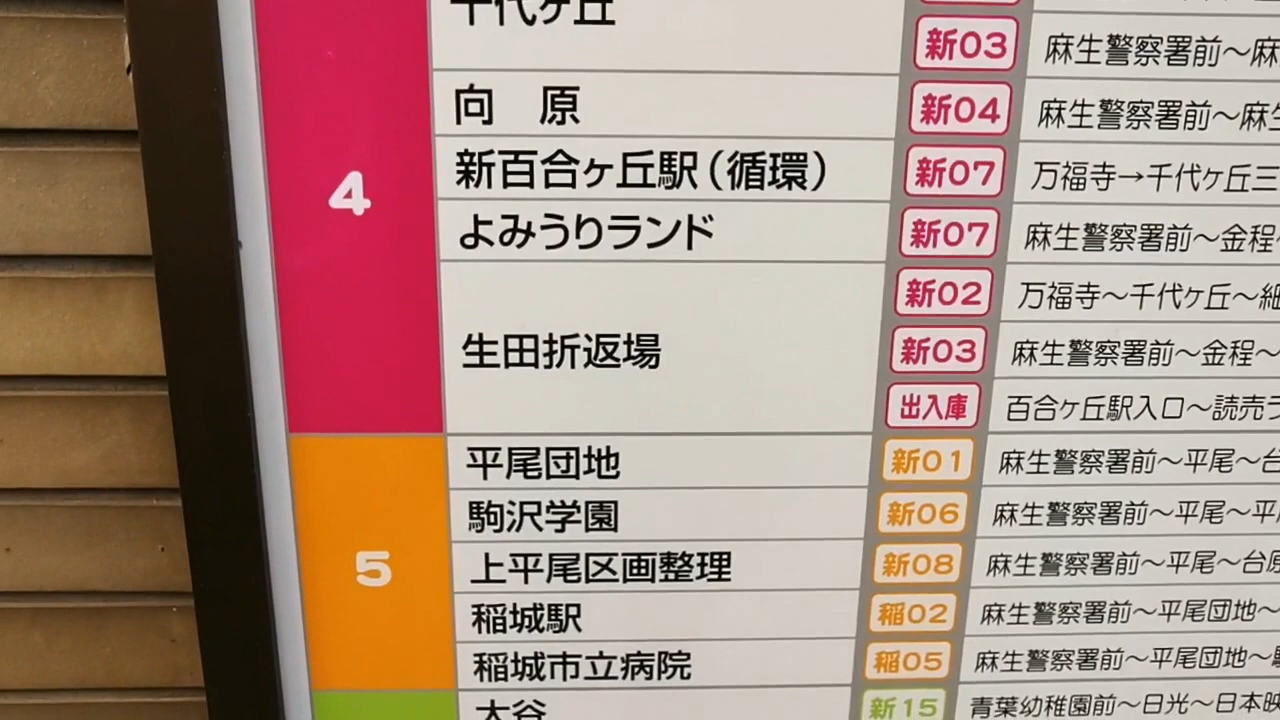 千代ヶ丘
新03 麻生警察署前～麻
4
向 原 新04 麻生警察署前～麻生
新百合ヶ丘駅（循環） 新07 万福寺→千代ヶ丘三
よみうりランド 新07 麻生警察署前～金程～
新02 万福寺～千代ヶ丘～細
生田折返場 新03 麻生警察署前～金程～
出入庫 百合ヶ丘駅入口～読売ラ
5
平尾団地 新01 麻生警察署前～平尾～台
駒沢学園 新06 麻生警察署前～平尾～平
上平尾区画整理 新08 麻生警察署前～平尾～台原
稲城駅 稲02 麻生警察署前～平尾団地～
稲城市立病院 稲05 麻生警察署前～平尾団地～
大谷 新15 青葉幼稚園前～日光～日本映